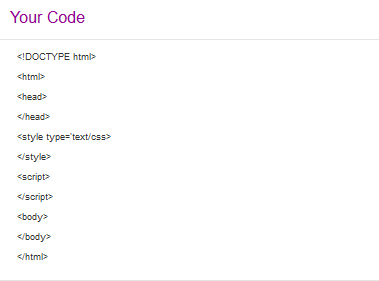 Your Code
<!DOCTYPE html>
<html>
<head>
</head>
<style type='text/css>
</style>
<script>
</script>
<body>
</body>
</html>